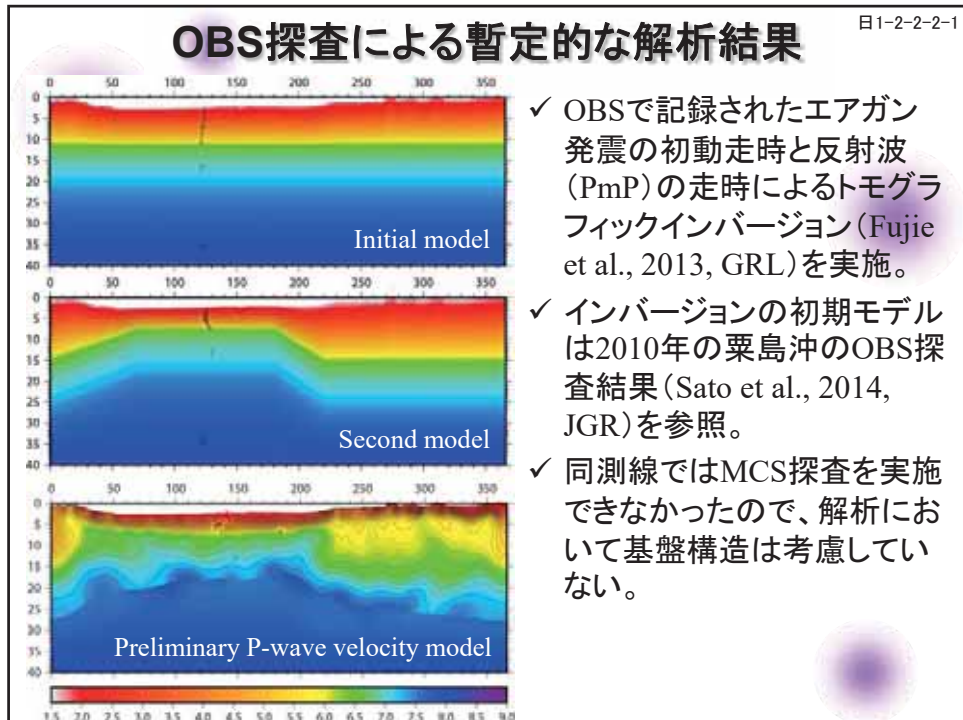 日1-2-2-2-1
OBS探査による暫定的な解析結果
0 50 100 150 200 250 300 350
0
5
10
15
20
25
30
35
40
Initial model
0 50 100 150 200 250 300 350
0
5
10
15
20
25
30
35
40
Second model
0 50 100 150 200 250 300 350
0
5
10
15
20
25
30
35
40
Preliminary P-wave velocity model
1.5 2.0 2.5 3.0 3.5 4.0 4.5 5.0 5.5 6.0 6.5 7.0 7.5 8.0 8.5 9.0
✓ OBSで記録されたエアガン
発震の初動走時と反射波
（PmP）の走時によるトモグラ
フィックインバージョン（Fujie
et al., 2013, GRL）を実施。
✓ インバージョンの初期モデル
は2010年の粟島沖のOBS探
査結果（Sato et al., 2014,
JGR）を参照。
✓ 同測線ではMCS探査を実施
できなかったので、解析にお
いて基盤構造は考慮してい
ない。